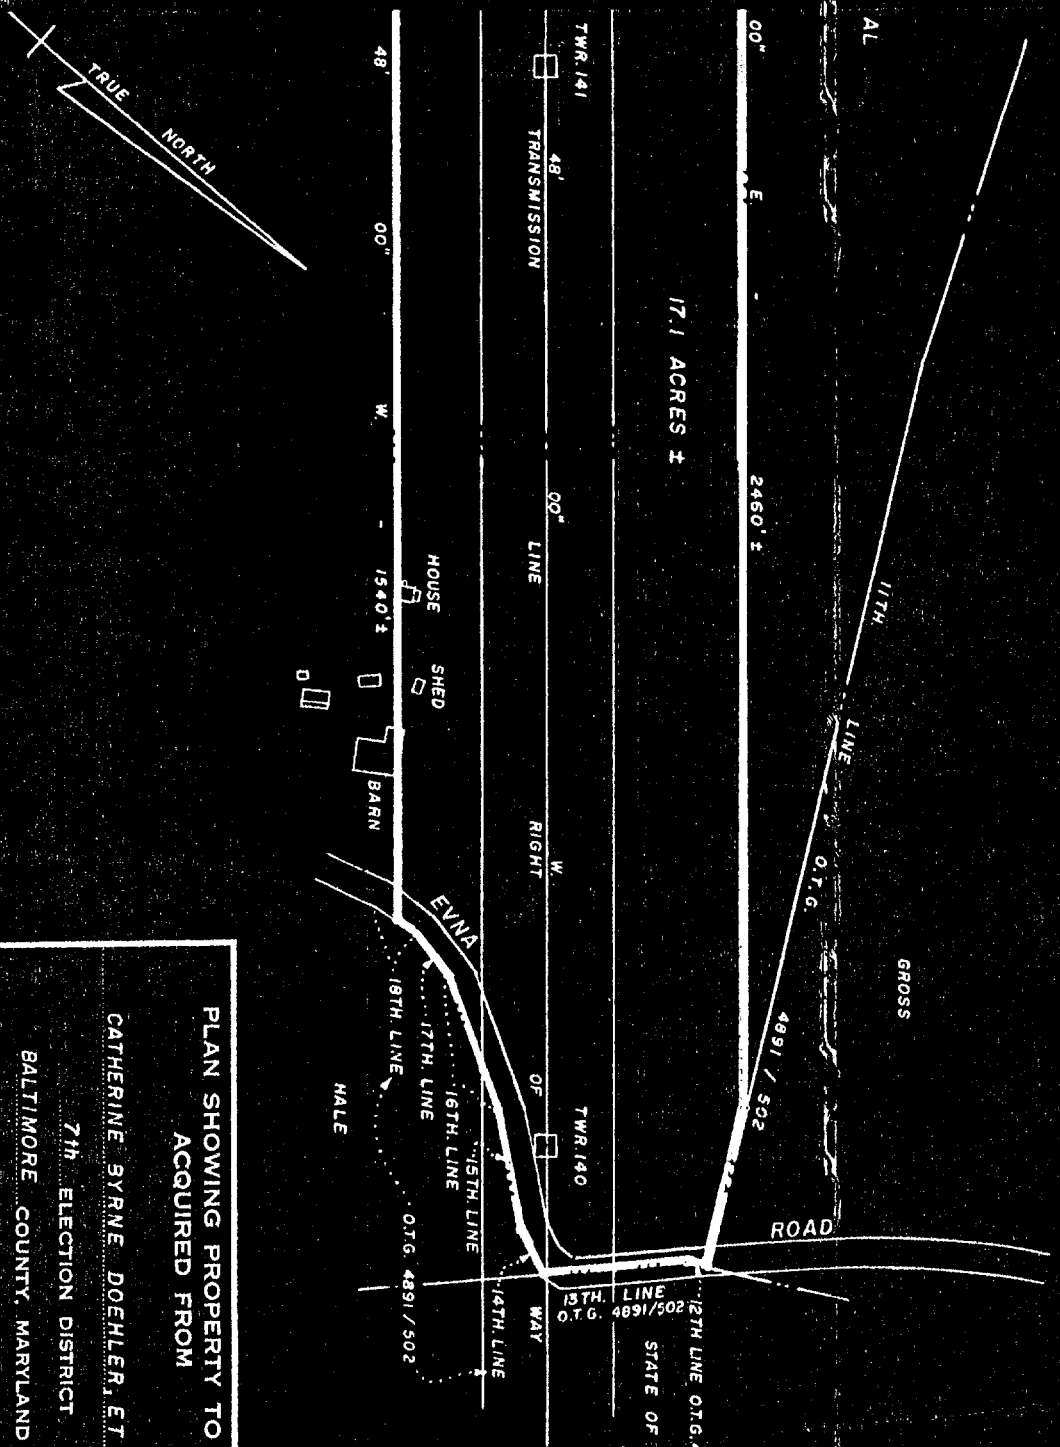 AL
TRUE NORTH
48' 00" W. - 1540' ±
TWR. 141
TRANSMISSION LINE RIGHT OF WAY
48' 00" W.
00" E - 2460' ±
17.1 ACRES ±
11TH LINE O.T.G. 4891 / 502
GROSS
HOUSE
SHED
BARN
EVNA
ROAD
TWR. 140
18TH. LINE
17TH. LINE
16TH. LINE
15TH. LINE
14TH. LINE
O.T.G. 4891 / 502
HALE
13TH. LINE
O.T.G. 4891/502
12TH LINE O.T.G.
STATE OF
PLAN SHOWING PROPERTY TO
ACQUIRED FROM
CATHERINE BYRNE DOEHLER, ET
7th ELECTION DISTRICT
BALTIMORE COUNTY, MARYLAND